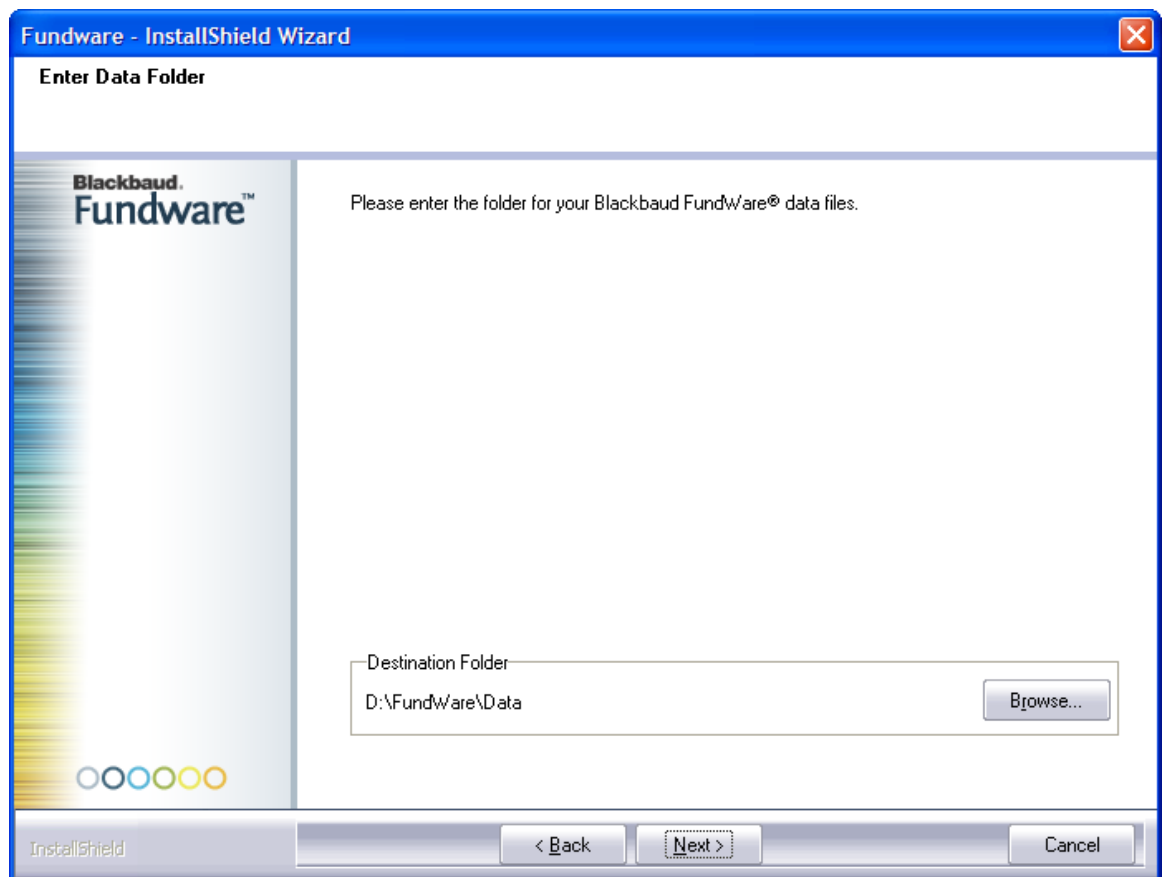 Fundware - InstallShield Wizard
Enter Data Folder
Blackbaud.
Fundware™
Please enter the folder for your Blackbaud FundWare® data files.
Destination Folder
D:\FundWare\Data
Browse...
InstallShield
< Back
Next >
Cancel